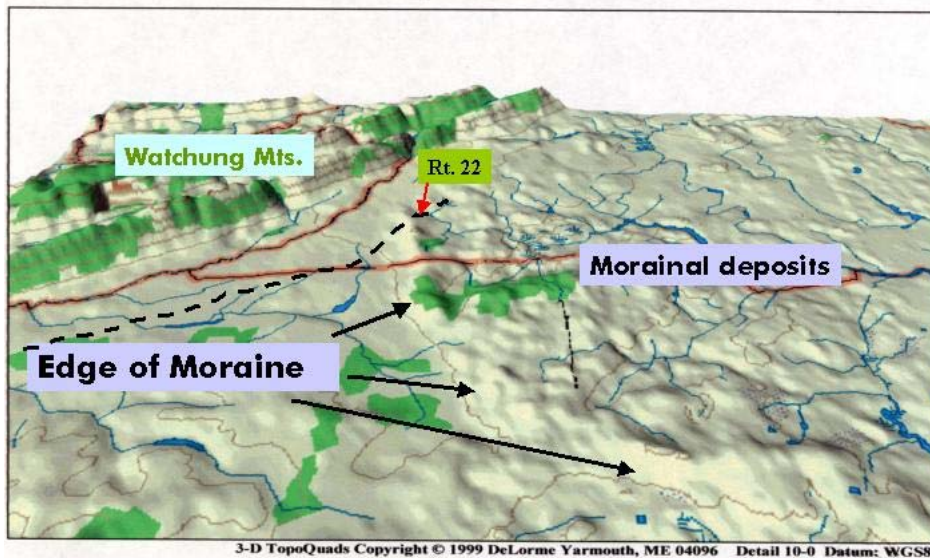 Watchung Mts.
Rt. 22
Morainal deposits
Edge of Moraine
3-D TopoQuads Copyright © 1999 DeLorme Yarmouth, ME 04096 Detail 10-0 Datum: WGS8